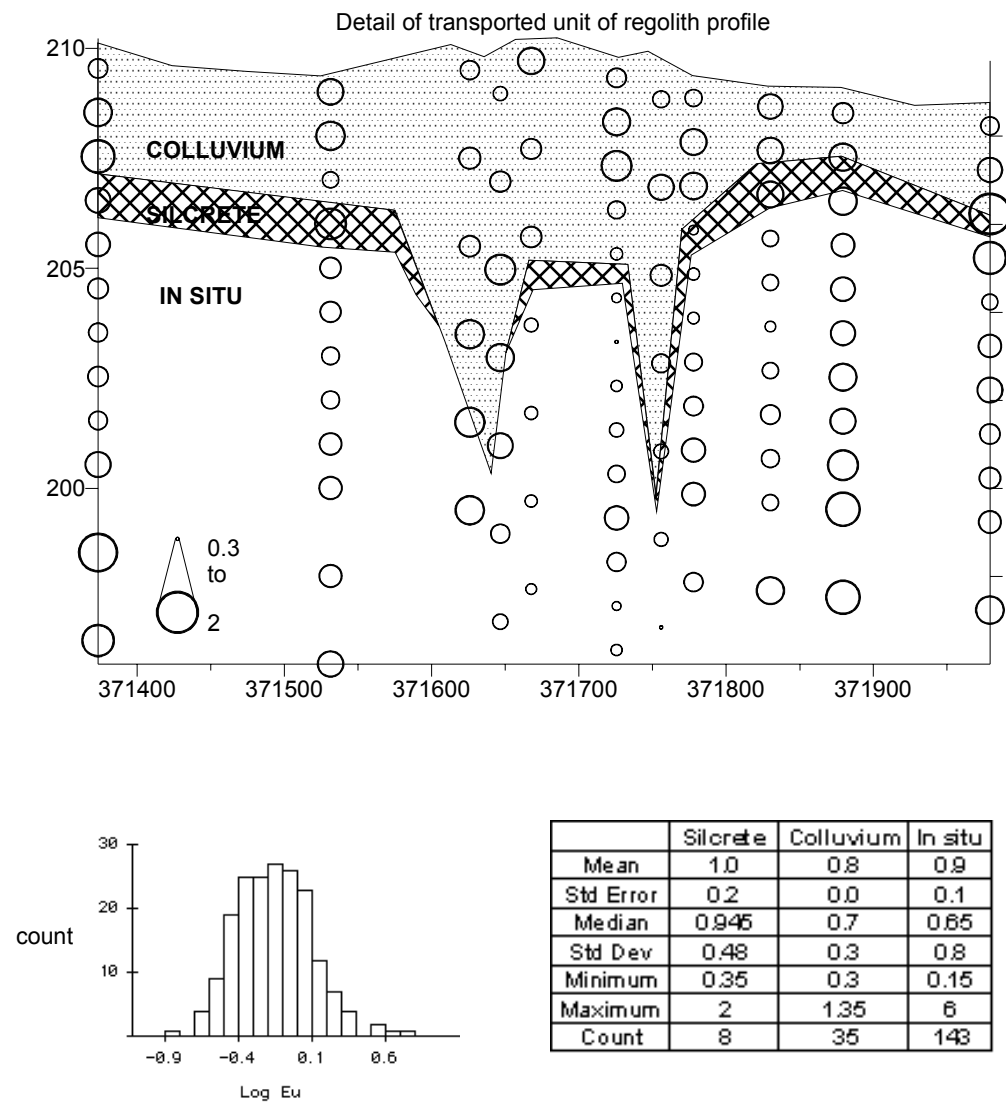 Detail of transported unit of regolith profile
210
COLLUVIUM
SILCRETE
205
IN SITU
200
0.3
to
2
371400 371500 371600 371700 371800 371900
30
20
count
10
-0.9 -0.4 0.1 0.6
Log Eu
Silcrete Colluvium In situ
Mean 1.0 0.8 0.9
Std Error 0.2 0.0 0.1
Median 0.945 0.7 0.65
Std Dev 0.48 0.3 0.8
Minimum 0.35 0.3 0.15
Maximum 2 1.35 6
Count 8 35 143